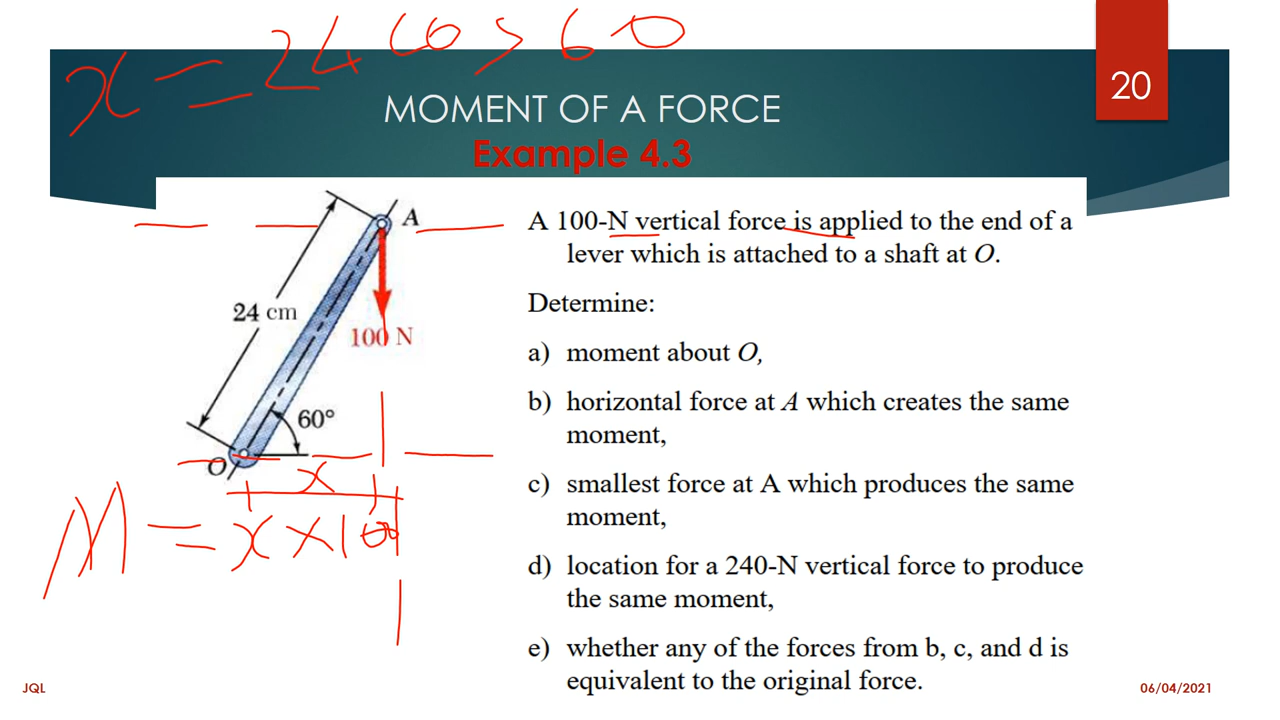 x = 24 cos 60
20
MOMENT OF A FORCE
Example 4.3
A
24 cm
100 N
60°
O
x
M = x × 100
A 100-N vertical force is applied to the end of a
lever which is attached to a shaft at O.
Determine:
a) moment about O,
b) horizontal force at A which creates the same
moment,
c) smallest force at A which produces the same
moment,
d) location for a 240-N vertical force to produce
the same moment,
e) whether any of the forces from b, c, and d is
equivalent to the original force.
JQL
06/04/2021